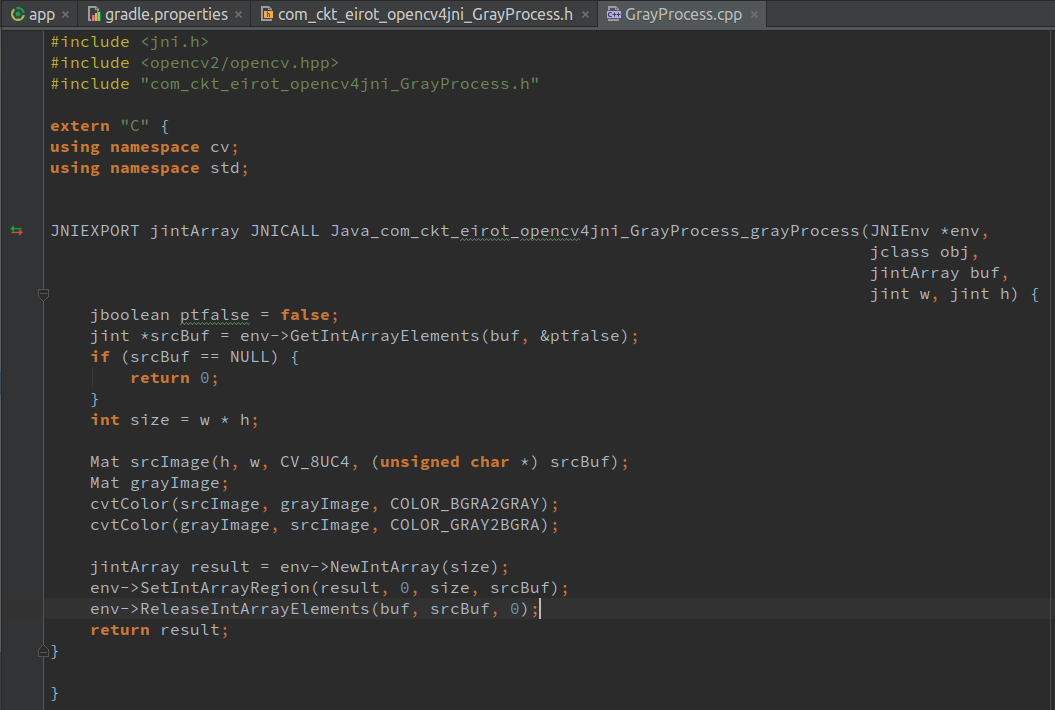 app × gradle.properties × com_ckt_eirot_opencv4jni_GrayProcess.h × GrayProcess.cpp ×
#include <jni.h>
#include <opencv2/opencv.hpp>
#include "com_ckt_eirot_opencv4jni_GrayProcess.h"
extern "C" {
using namespace cv;
using namespace std;
JNIEXPORT jintArray JNICALL Java_com_ckt_eirot_opencv4jni_GrayProcess_grayProcess(JNIEnv *env,
jclass obj,
jintArray buf,
jint w, jint h) {
jboolean ptfalse = false;
jint *srcBuf = env->GetIntArrayElements(buf, &ptfalse);
if (srcBuf == NULL) {
return 0;
}
int size = w * h;
Mat srcImage(h, w, CV_8UC4, (unsigned char *) srcBuf);
Mat grayImage;
cvtColor(srcImage, grayImage, COLOR_BGRA2GRAY);
cvtColor(grayImage, srcImage, COLOR_GRAY2BGRA);
jintArray result = env->NewIntArray(size);
env->SetIntArrayRegion(result, 0, size, srcBuf);
env->ReleaseIntArrayElements(buf, srcBuf, 0);
return result;
}
}